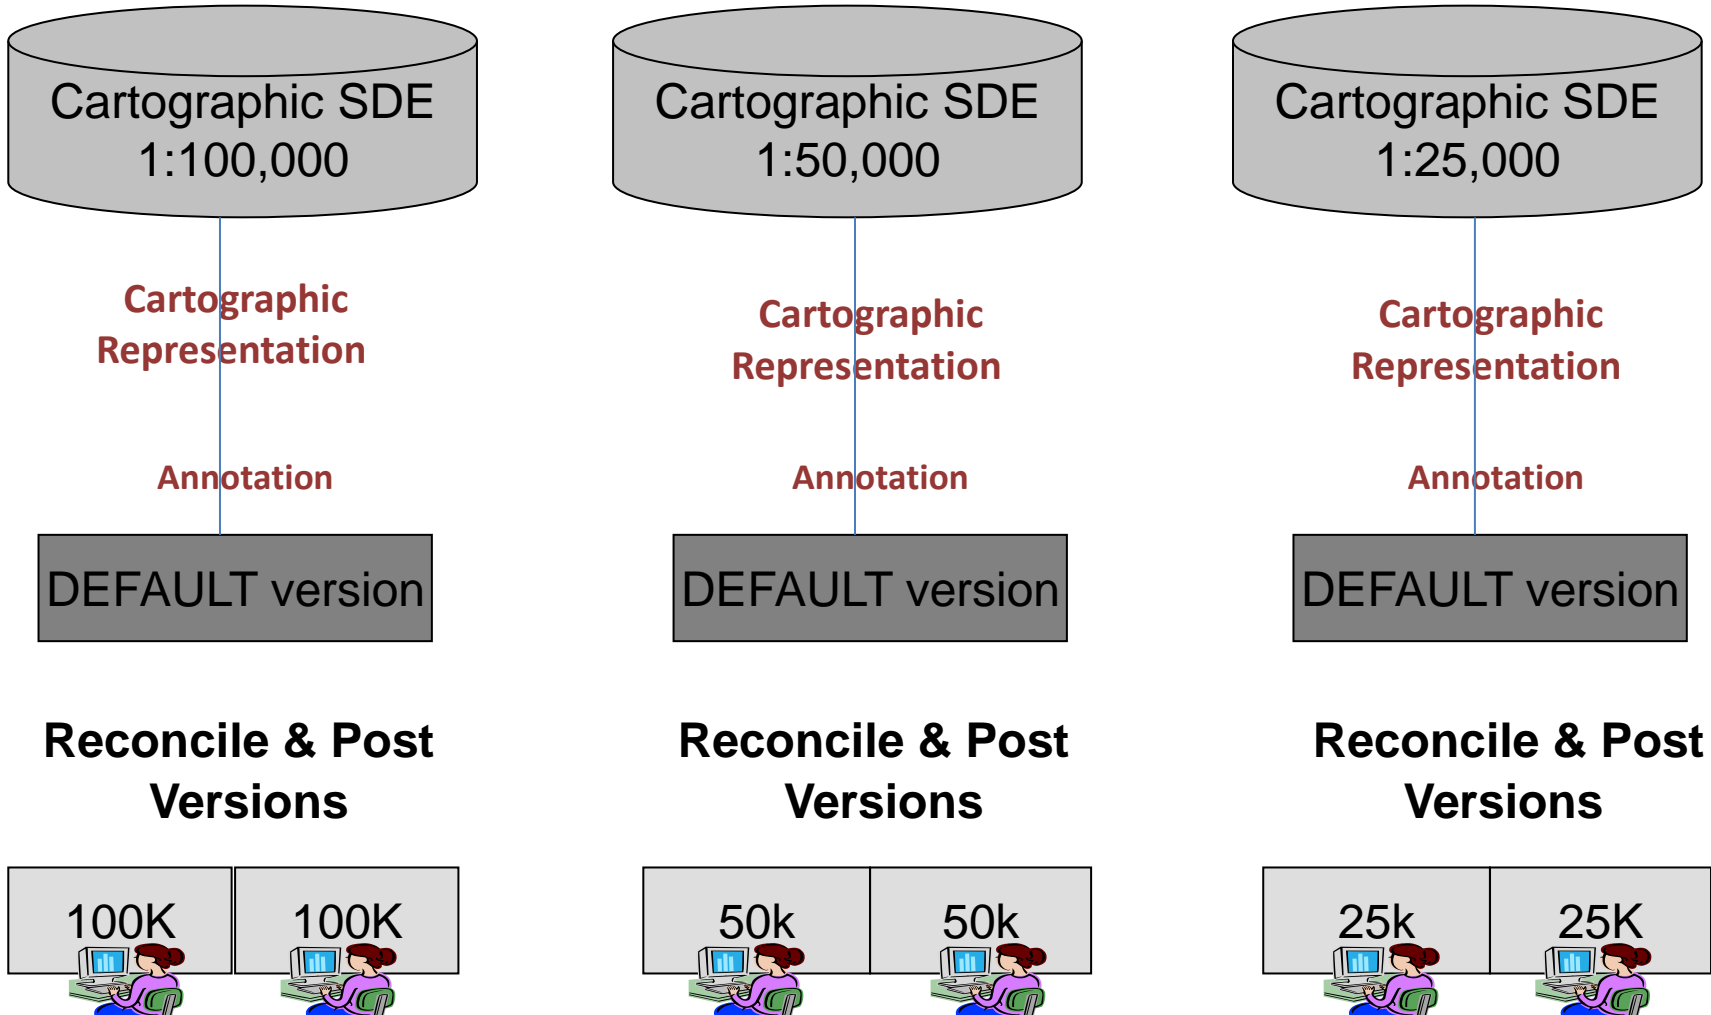 Cartographic SDE
1:100,000
Cartographic
Representation
Annotation
DEFAULT version
Reconcile & Post
Versions
100K
100K
Cartographic SDE
1:50,000
Cartographic
Representation
Annotation
DEFAULT version
Reconcile & Post
Versions
50k
50k
Cartographic SDE
1:25,000
Cartographic
Representation
Annotation
DEFAULT version
Reconcile & Post
Versions
25k
25K